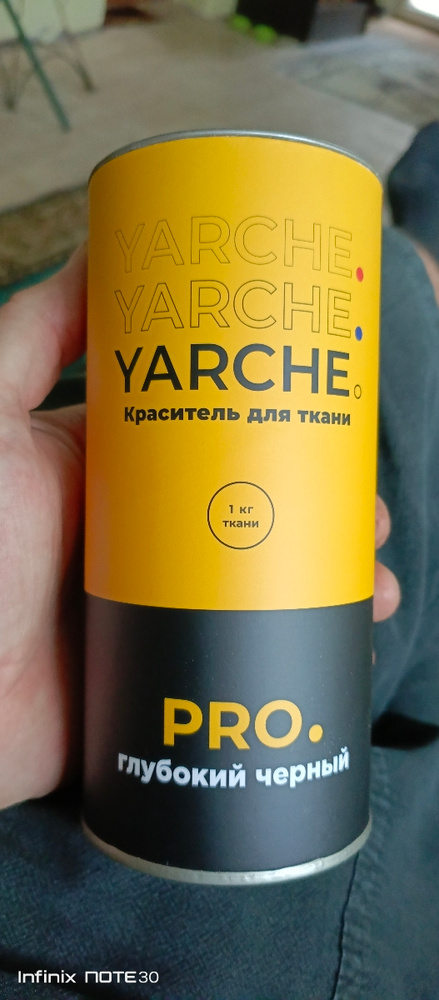 YARCHE.
YARCHE.
YARCHE.
Краситель для ткани
1 кг
ткани
PRO.
глубокий черный
Infinix NOTE30